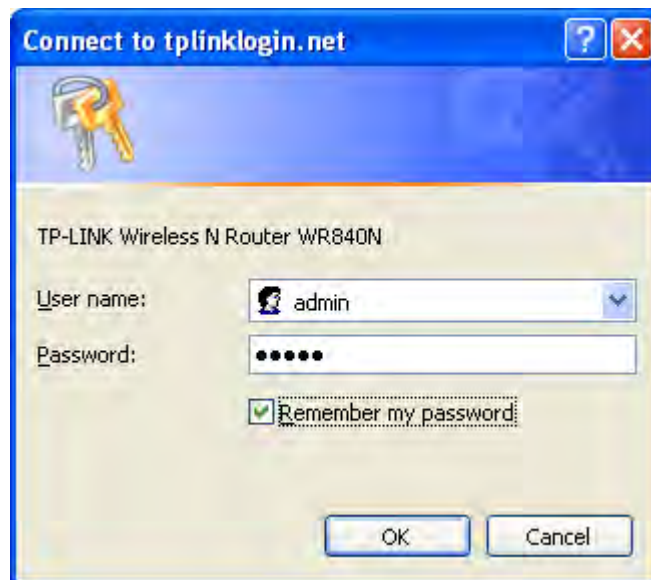 Connect to tplinklogin.net
TP-LINK Wireless N Router WR840N
User name: admin
Password: •••••
Remember my password
OK Cancel